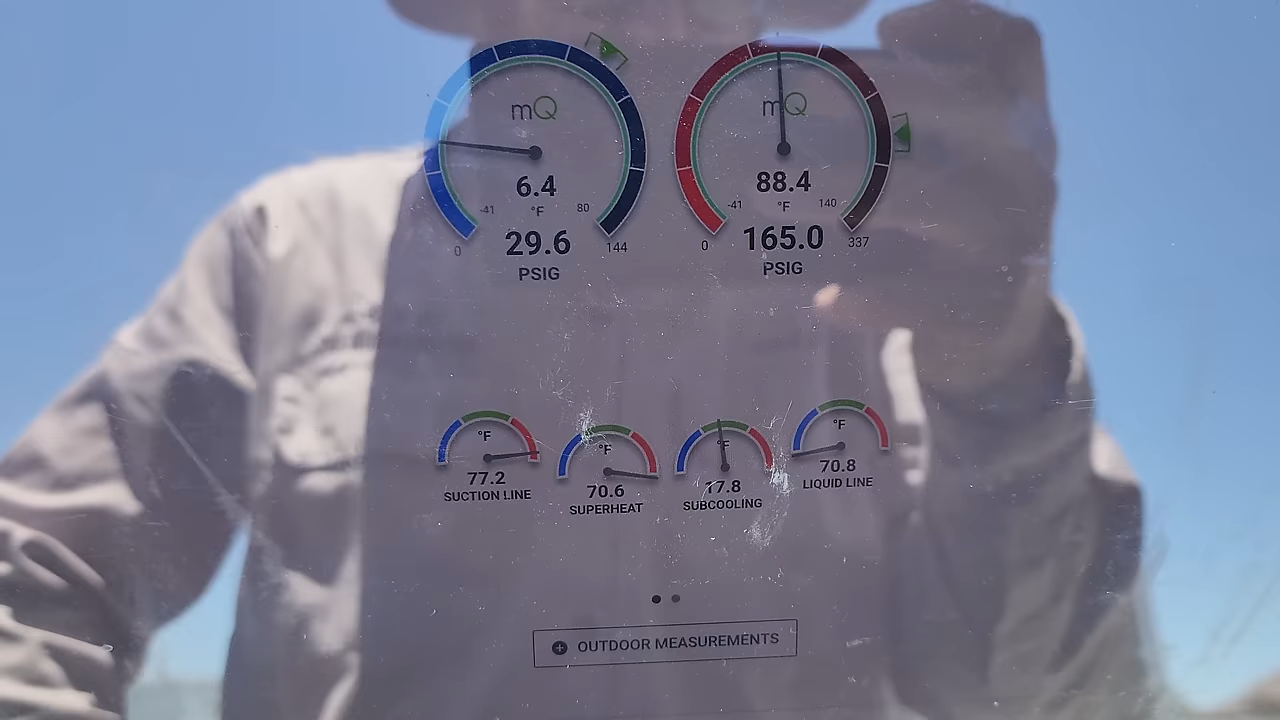 mQ
6.4
°F
-41
80
29.6
0
144
PSIG
mQ
88.4
°F
-41
140
165.0
0
337
PSIG
°F
77.2
SUCTION LINE
°F
70.6
SUPERHEAT
°F
17.8
SUBCOOLING
°F
70.8
LIQUID LINE
OUTDOOR MEASUREMENTS